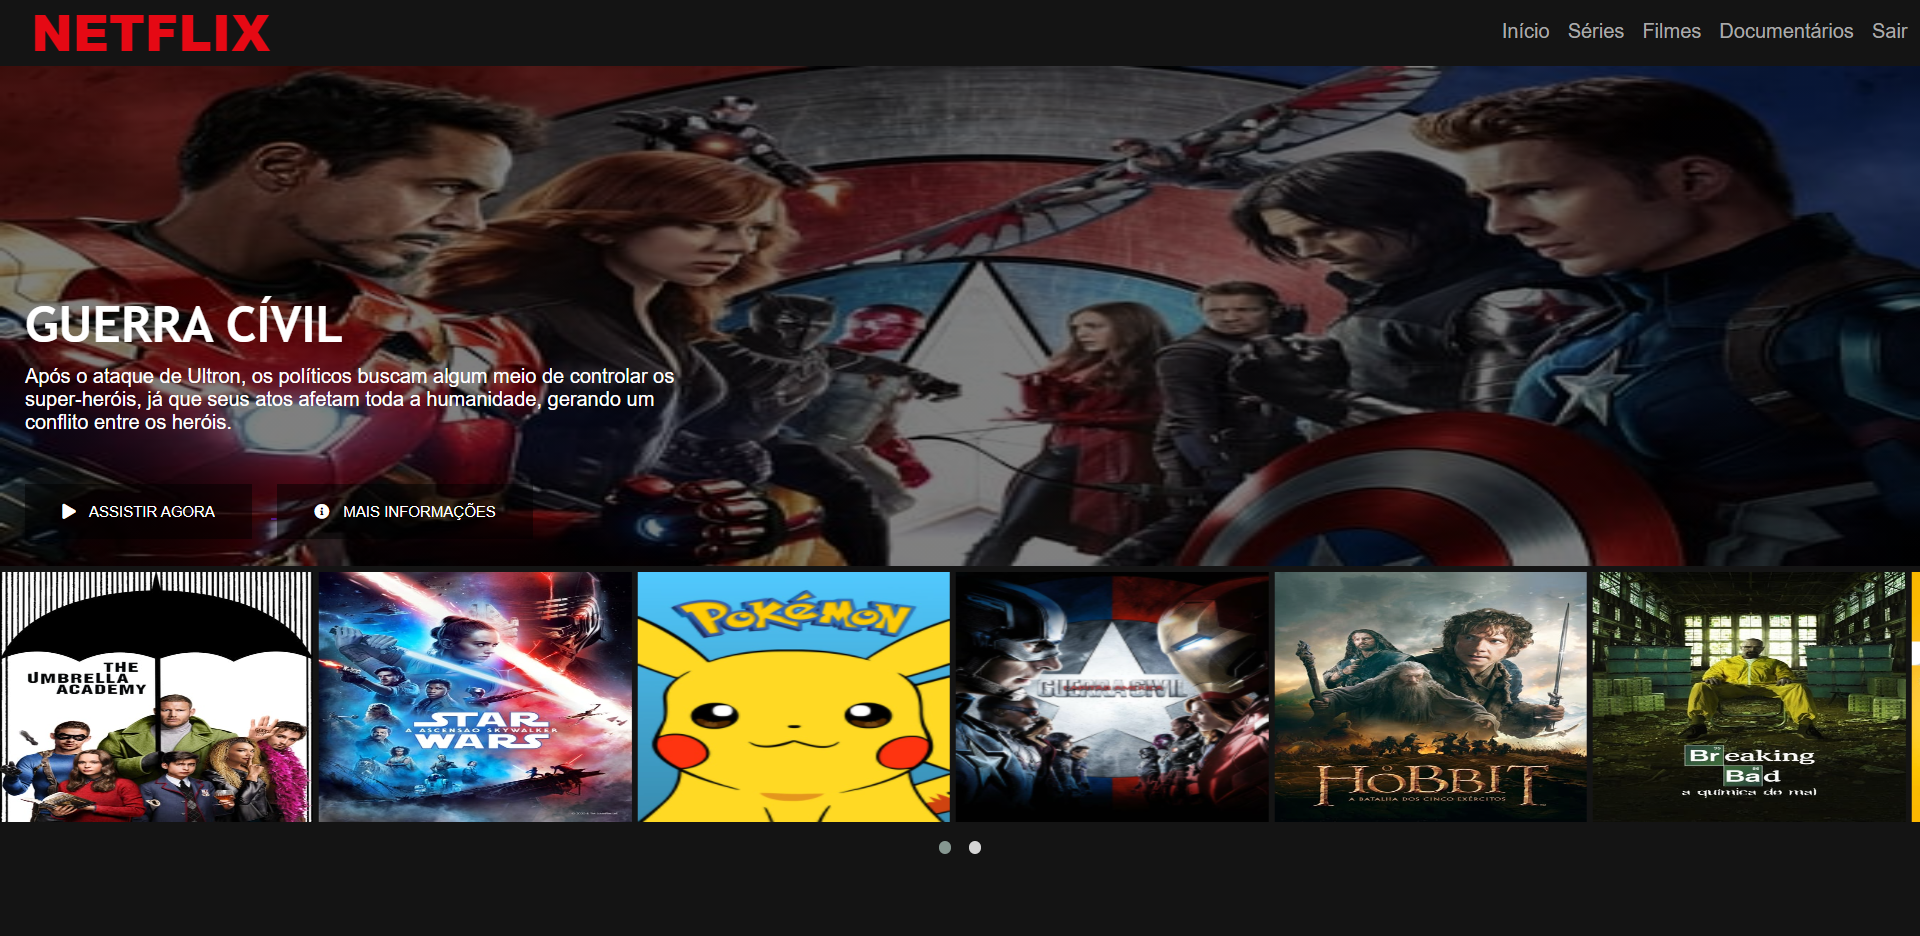 NETFLIX
Início Séries Filmes Documentários Sair
GUERRA CÍVIL
Após o ataque de Ultron, os políticos buscam algum meio de controlar os
super-heróis, já que seus atos afetam toda a humanidade, gerando um
conflito entre os heróis.
ASSISTIR AGORA
MAIS INFORMAÇÕES
THE
UMBRELLA
ACADEMY
STAR
A ASCENSÃO SKYWALKER
WARS
POKÉMON
GUERRA CIVIL
O
HOBBIT
A BATALHA DOS CINCO EXÉRCITOS
Breaking
Bad
a química do mal